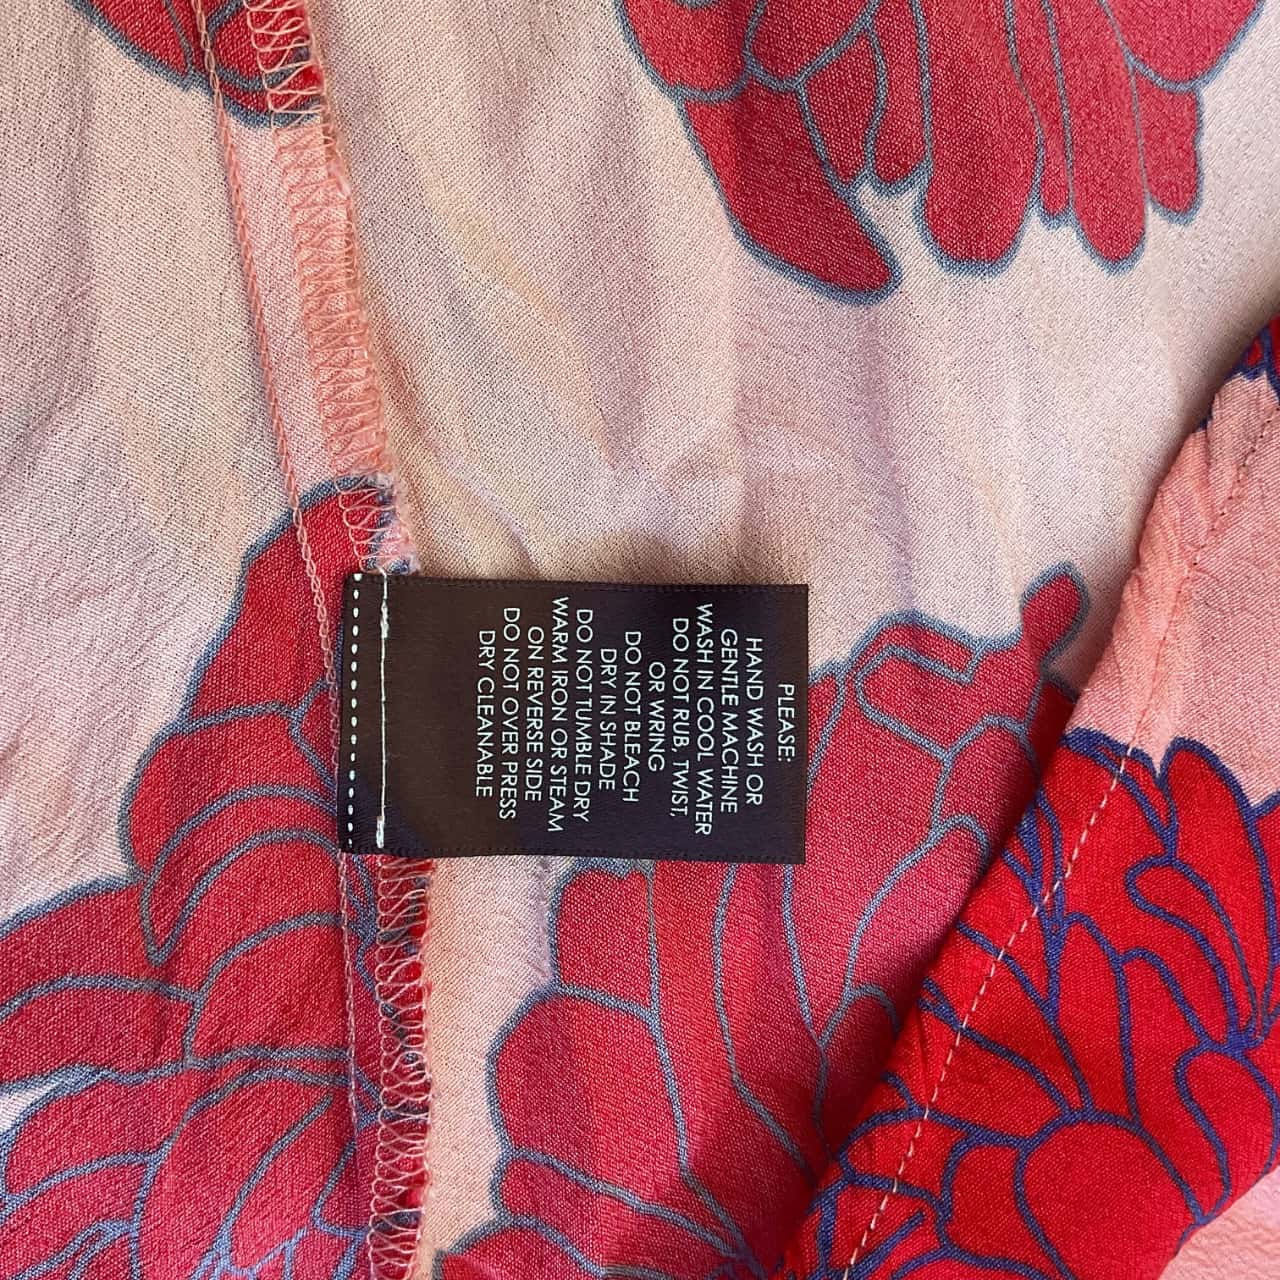 PLEASE:
HAND WASH OR
GENTLE MACHINE
WASH IN COOL WATER
DO NOT RUB, TWIST,
OR WRING
DO NOT BLEACH
DRY IN SHADE
DO NOT TUMBLE DRY
WARM IRON OR STEAM
ON REVERSE SIDE
DO NOT OVER PRESS
DRY CLEANABLE